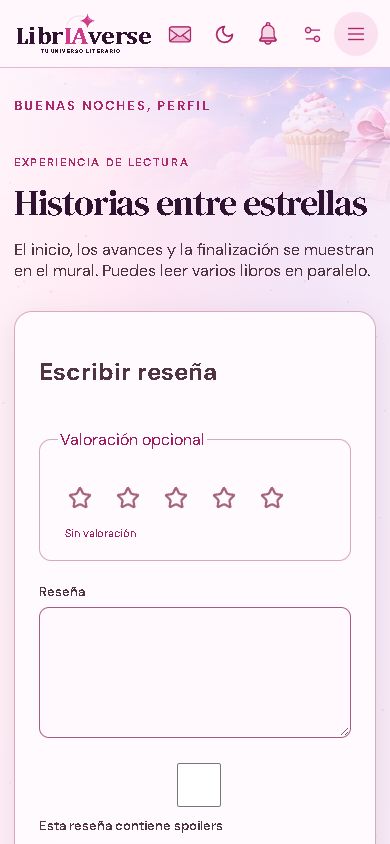 LibrIAverse
TU UNIVERSO LITERARIO
BUENAS NOCHES, PERFIL
EXPERIENCIA DE LECTURA
Historias entre estrellas
El inicio, los avances y la finalización se muestran
en el mural. Puedes leer varios libros en paralelo.
Escribir reseña
Valoración opcional
Sin valoración
Reseña
Esta reseña contiene spoilers